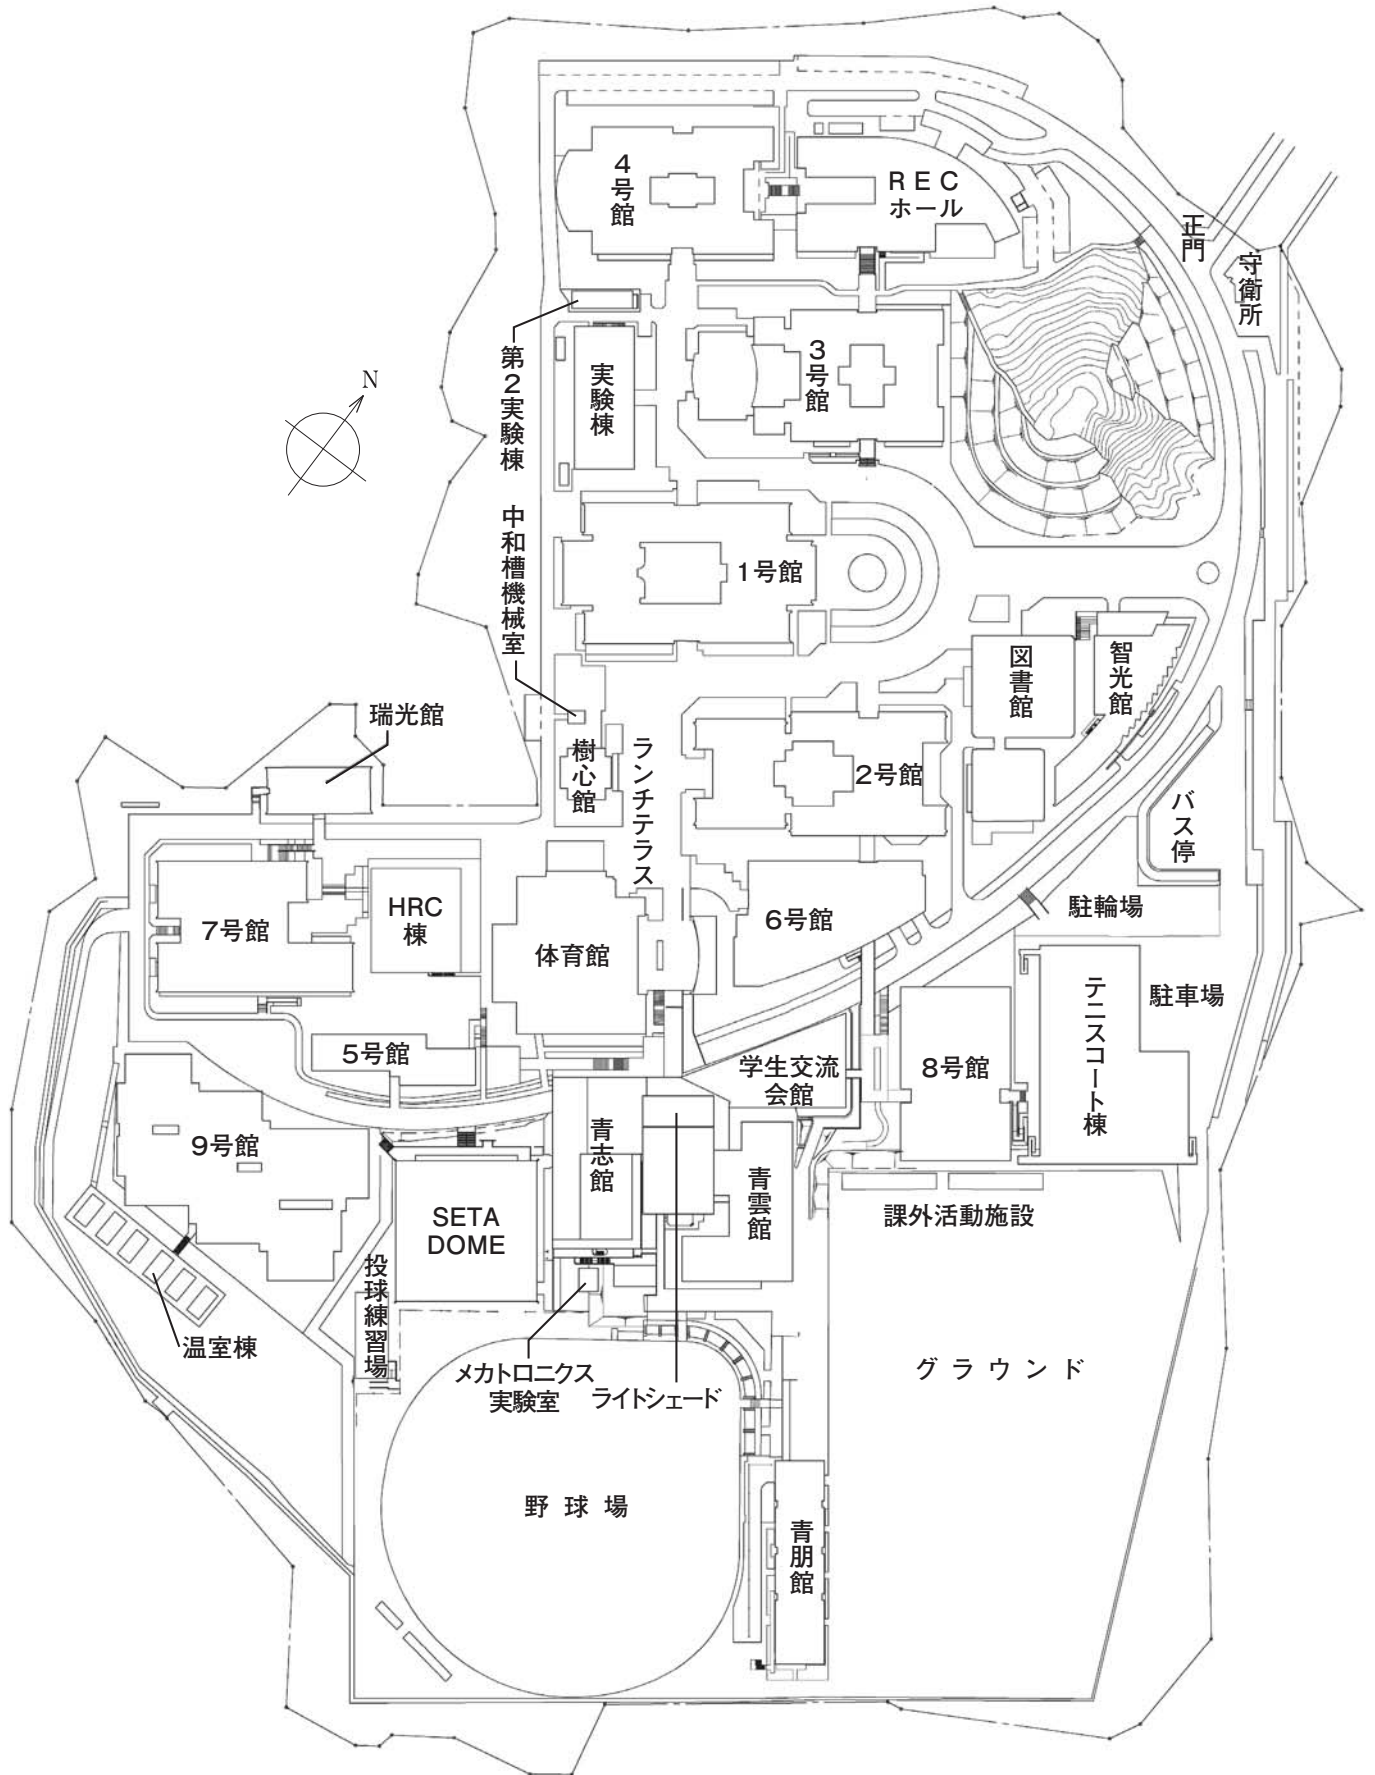 4号館
REC
ホール
正門
守衛所
第2実験棟
実験棟
3号館
N
中和槽機械室
1号館
図書館
智光館
瑞光館
樹心館
ランチテラス
2号館
バス停
7号館
HRC
棟
体育館
6号館
駐輪場
テニスコート棟
駐車場
5号館
学生交流
会館
8号館
9号館
青志館
SETA
DOME
青雲館
課外活動施設
投球練習場
温室棟
メカトロニクス
実験室
ライトシェード
グラウンド
野球場
青朋館